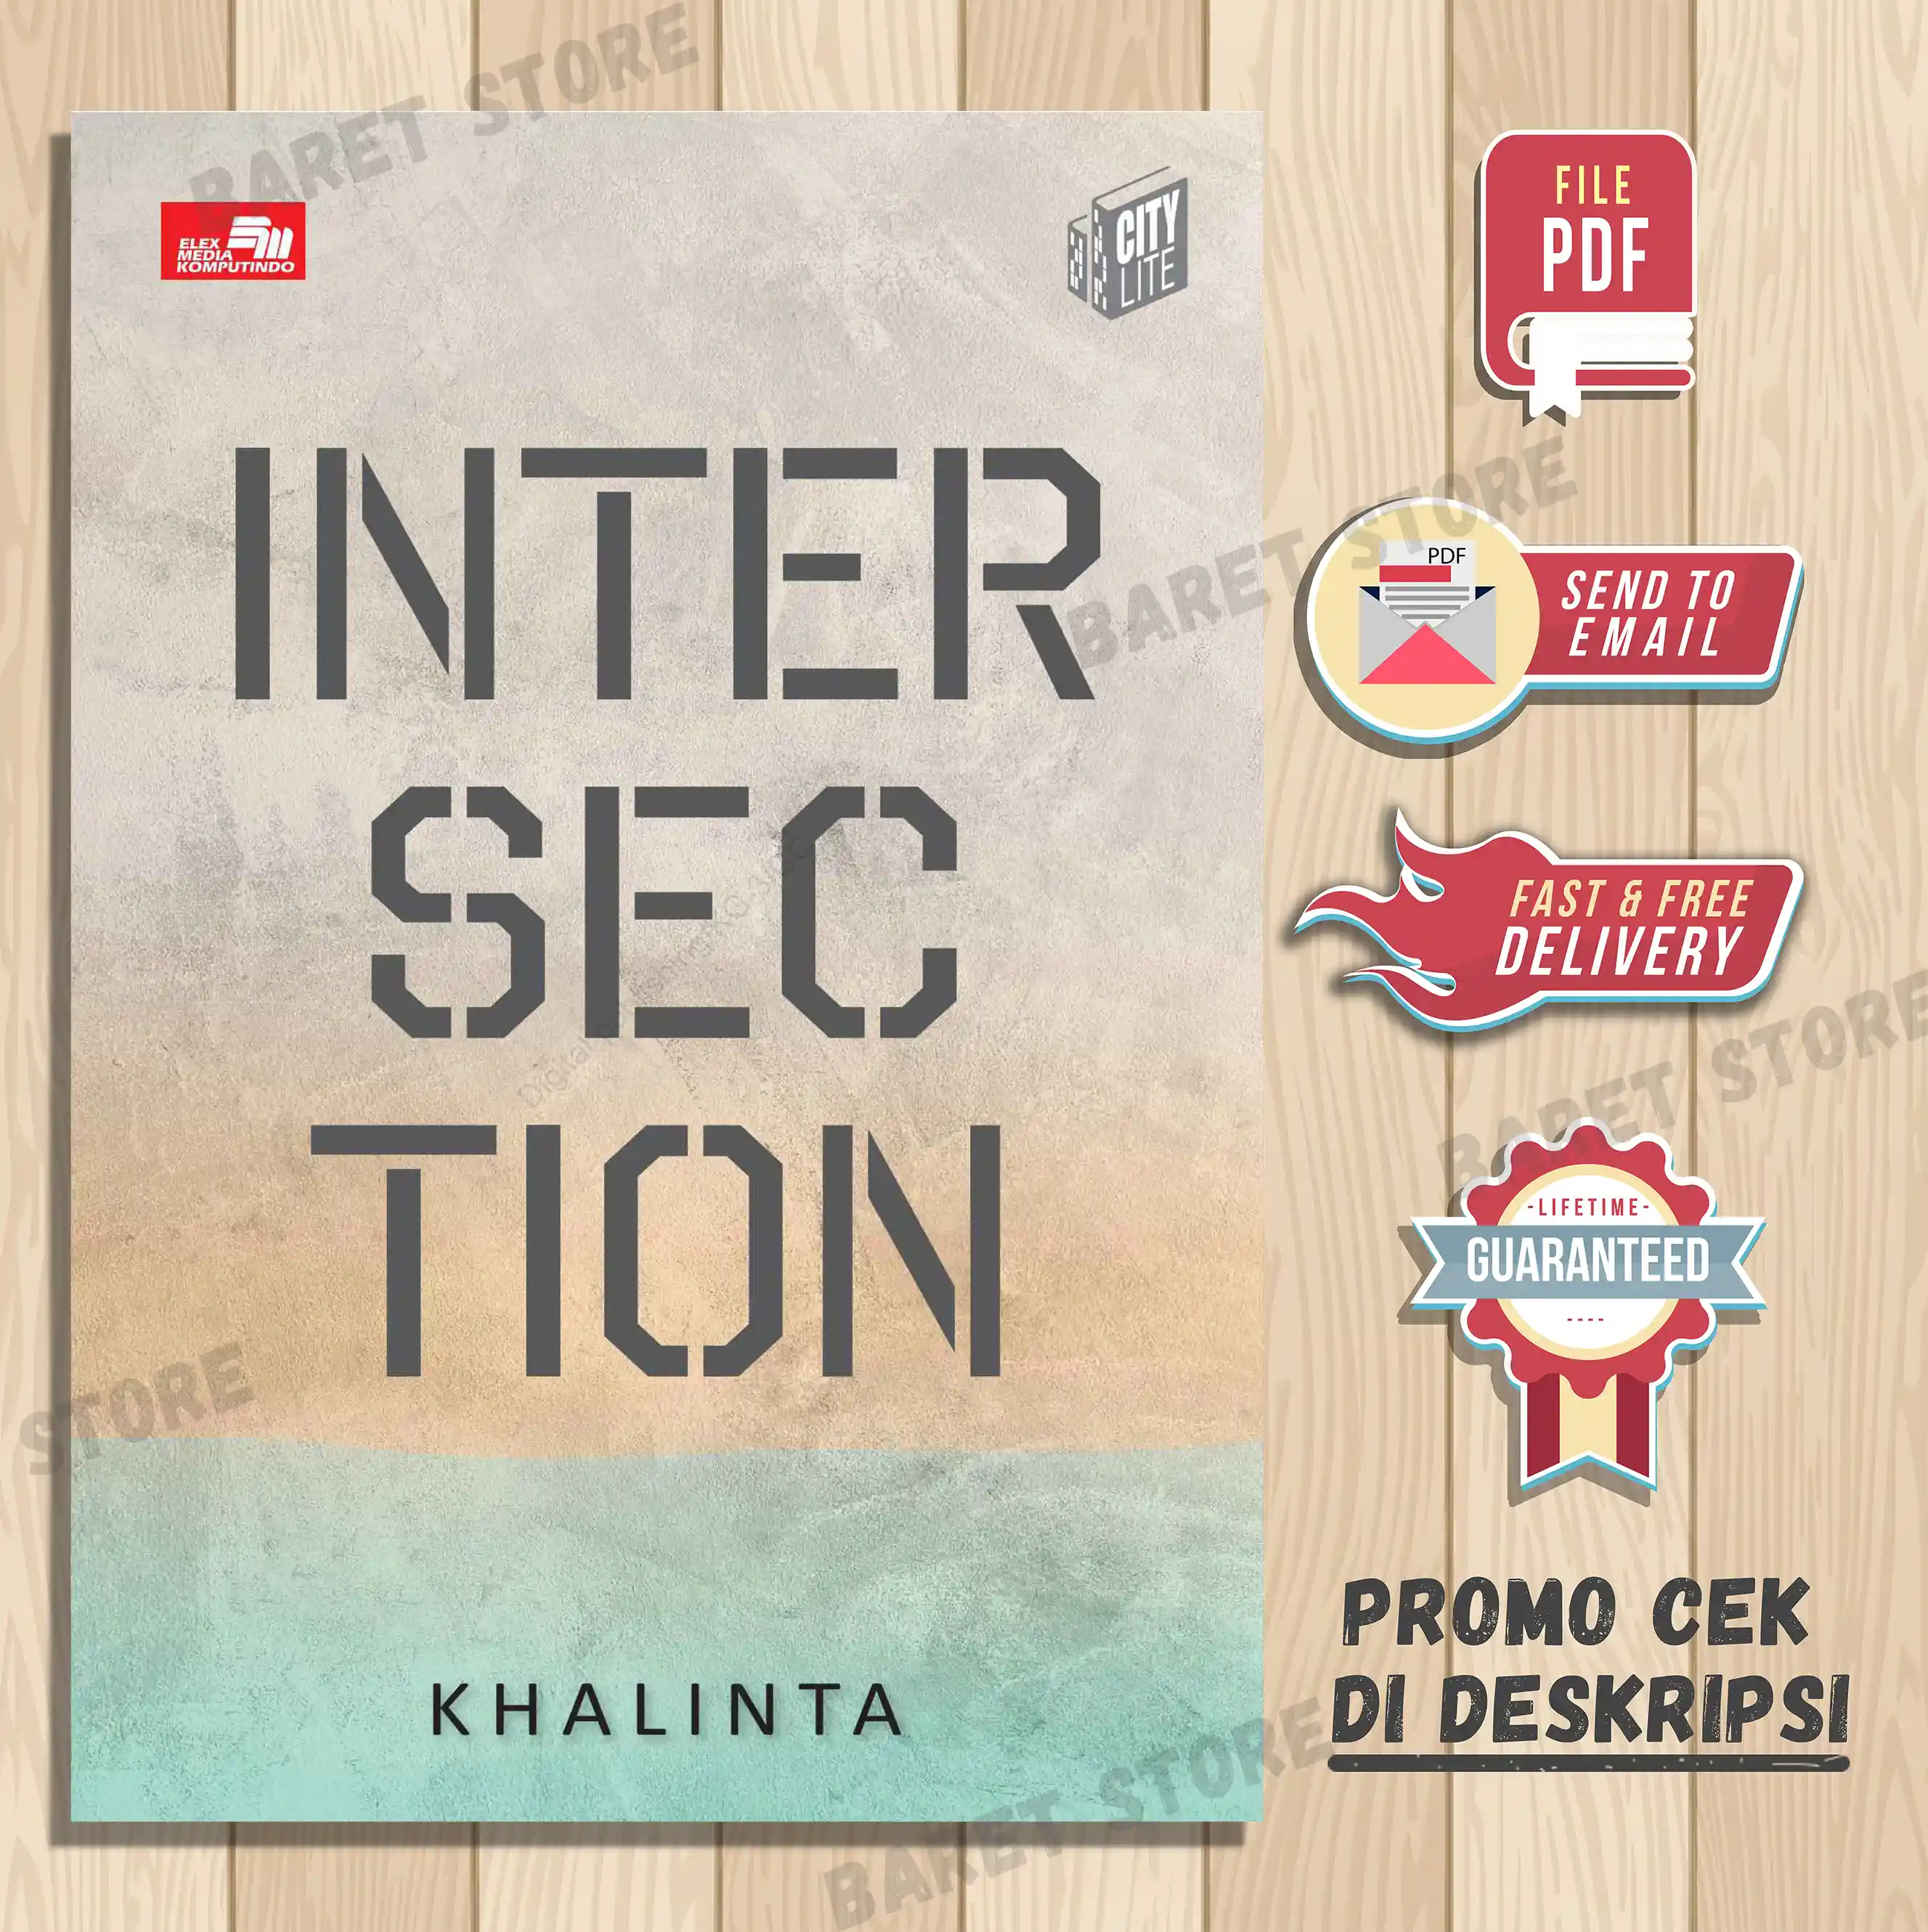 BARET STORE
ELEX
MEDIA
KOMPUTINDO
CITY
LITE
INTER
SEC
TION
KHALINTA
FILE
PDF
PDF
SEND TO
EMAIL
FAST & FREE
DELIVERY
-LIFETIME-
GUARANTEED
----
PROMO CEK
DI DESKRIPSI
BARET STORE
BARET STORE
STORE
BARET STORE